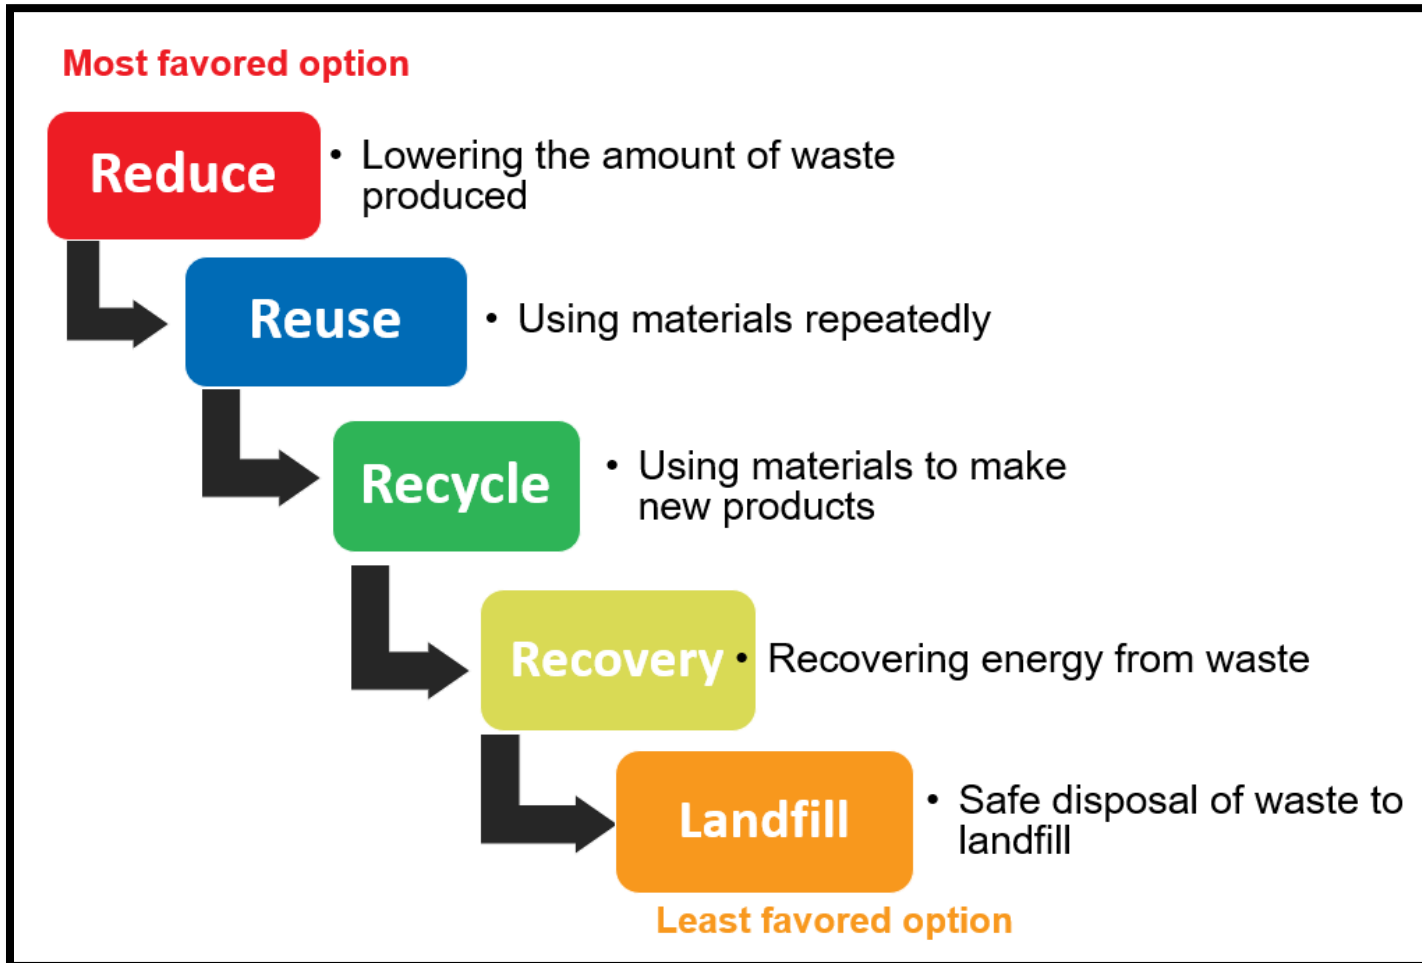 Most favored option
Reduce
• Lowering the amount of waste
produced
Reuse
• Using materials repeatedly
Recycle
• Using materials to make
new products
Recovery
• Recovering energy from waste
Landfill
• Safe disposal of waste to
landfill
Least favored option